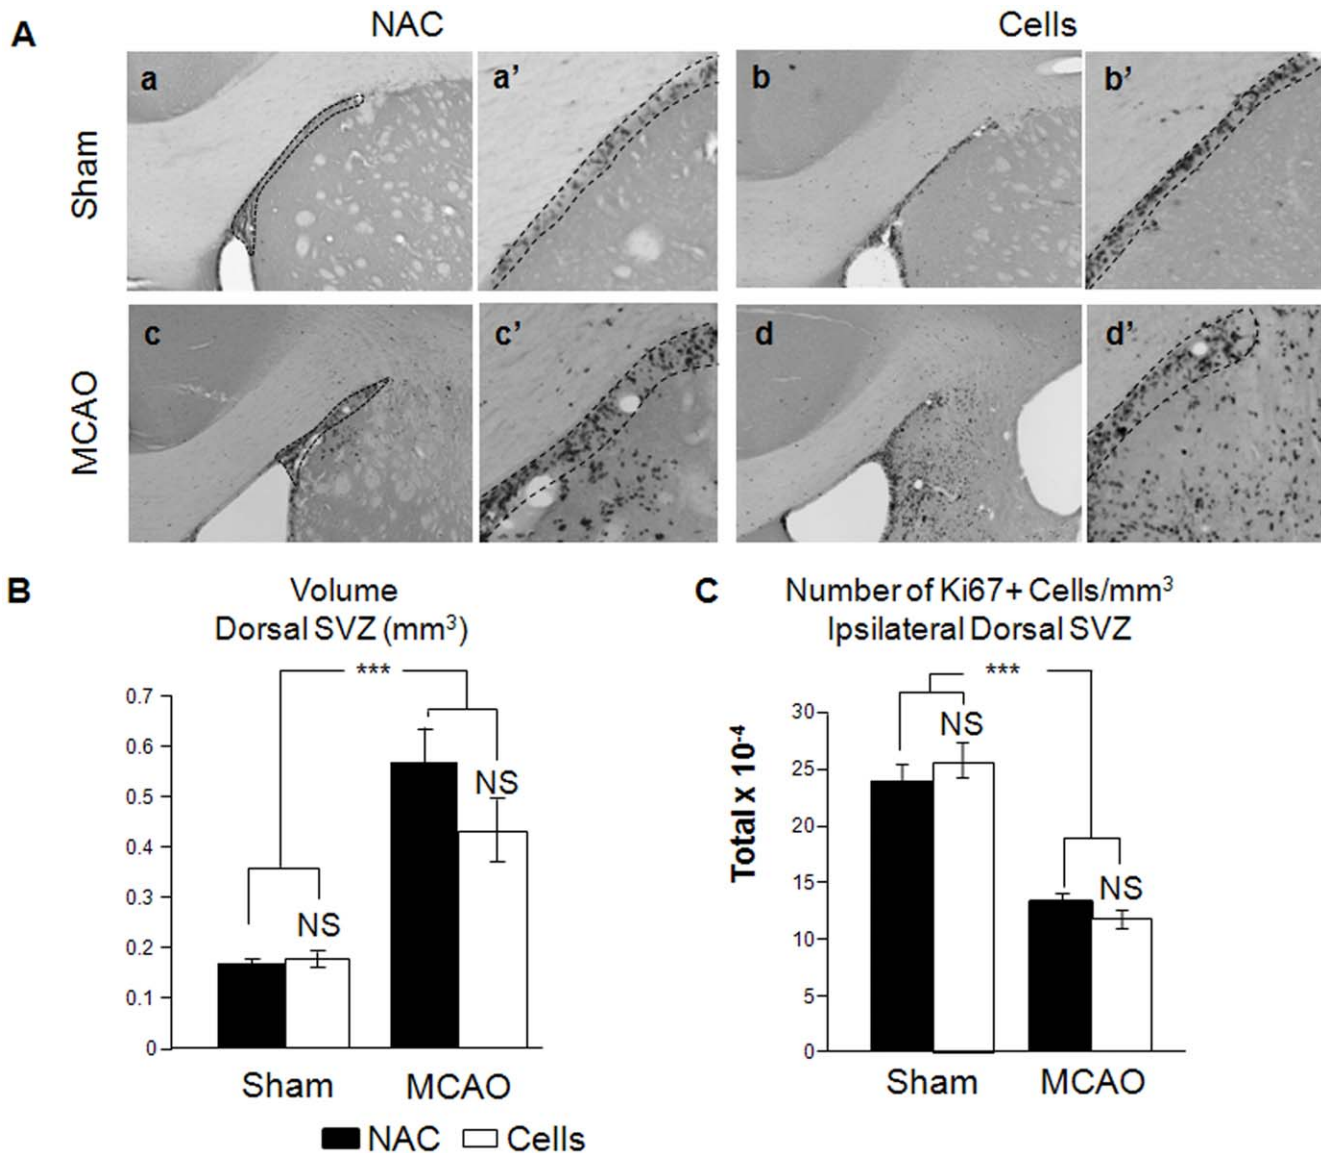 A
NAC
Cells
Sham
a
a’
b
b’
MCAO
c
c’
d
d’
B
Volume
Dorsal SVZ (mm³)
***
0.7
0.6
0.5
0.4
0.3
0.2
0.1
0
NS
NS
Sham
MCAO
C
Number of Ki67+ Cells/mm³
Ipsilateral Dorsal SVZ
***
Total x 10⁻⁴
30
25
20
15
10
5
0
NS
NS
Sham
MCAO
NAC
Cells